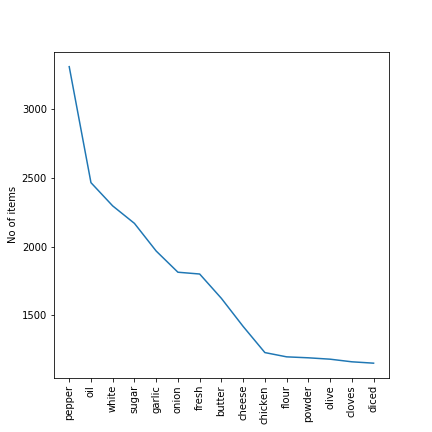 3000
2500
2000
1500
No of items
pepper
oil
white
sugar
garlic
onion
fresh
butter
cheese
chicken
flour
powder
olive
cloves
diced